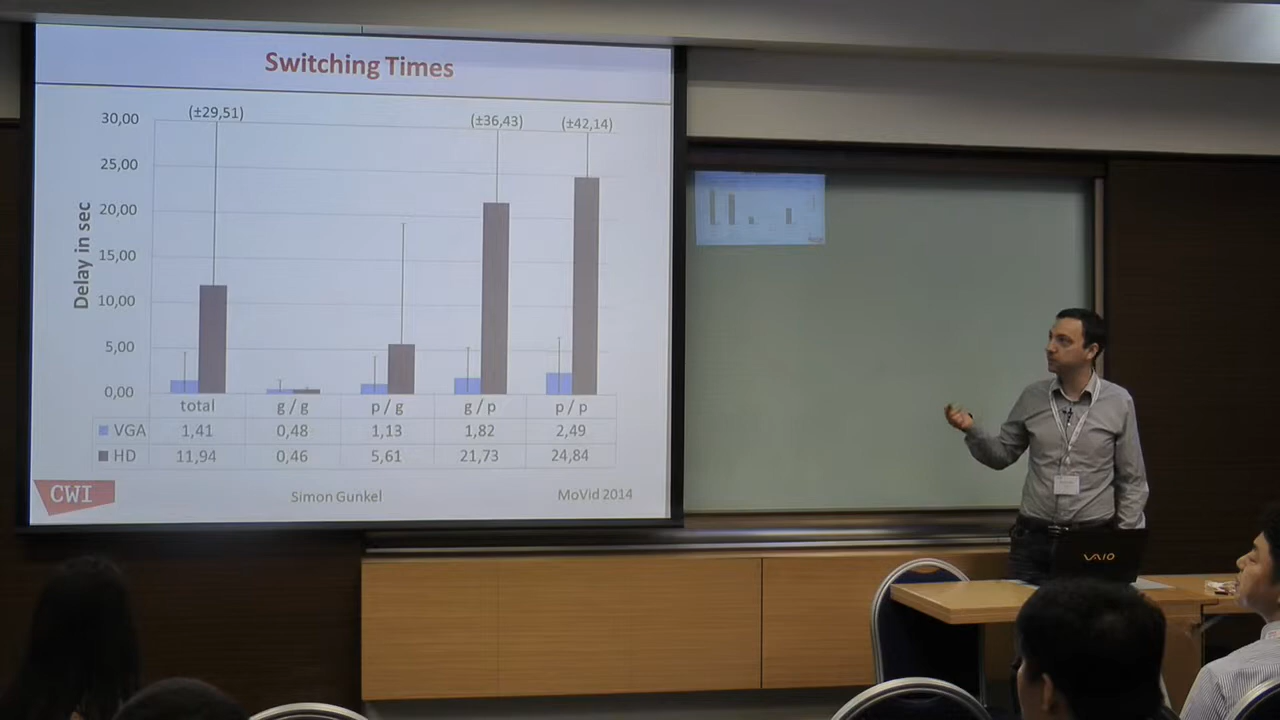 Switching Times
(±29,51)
(±36,43)
(±42,14)
30,00
25,00
20,00
15,00
10,00
5,00
0,00
Delay in sec
total g / g p / g g / p p / p
VGA 1,41 0,48 1,13 1,82 2,49
HD 11,94 0,46 5,61 21,73 24,84
CWI
Simon Gunkel
MoVid 2014
VAIO